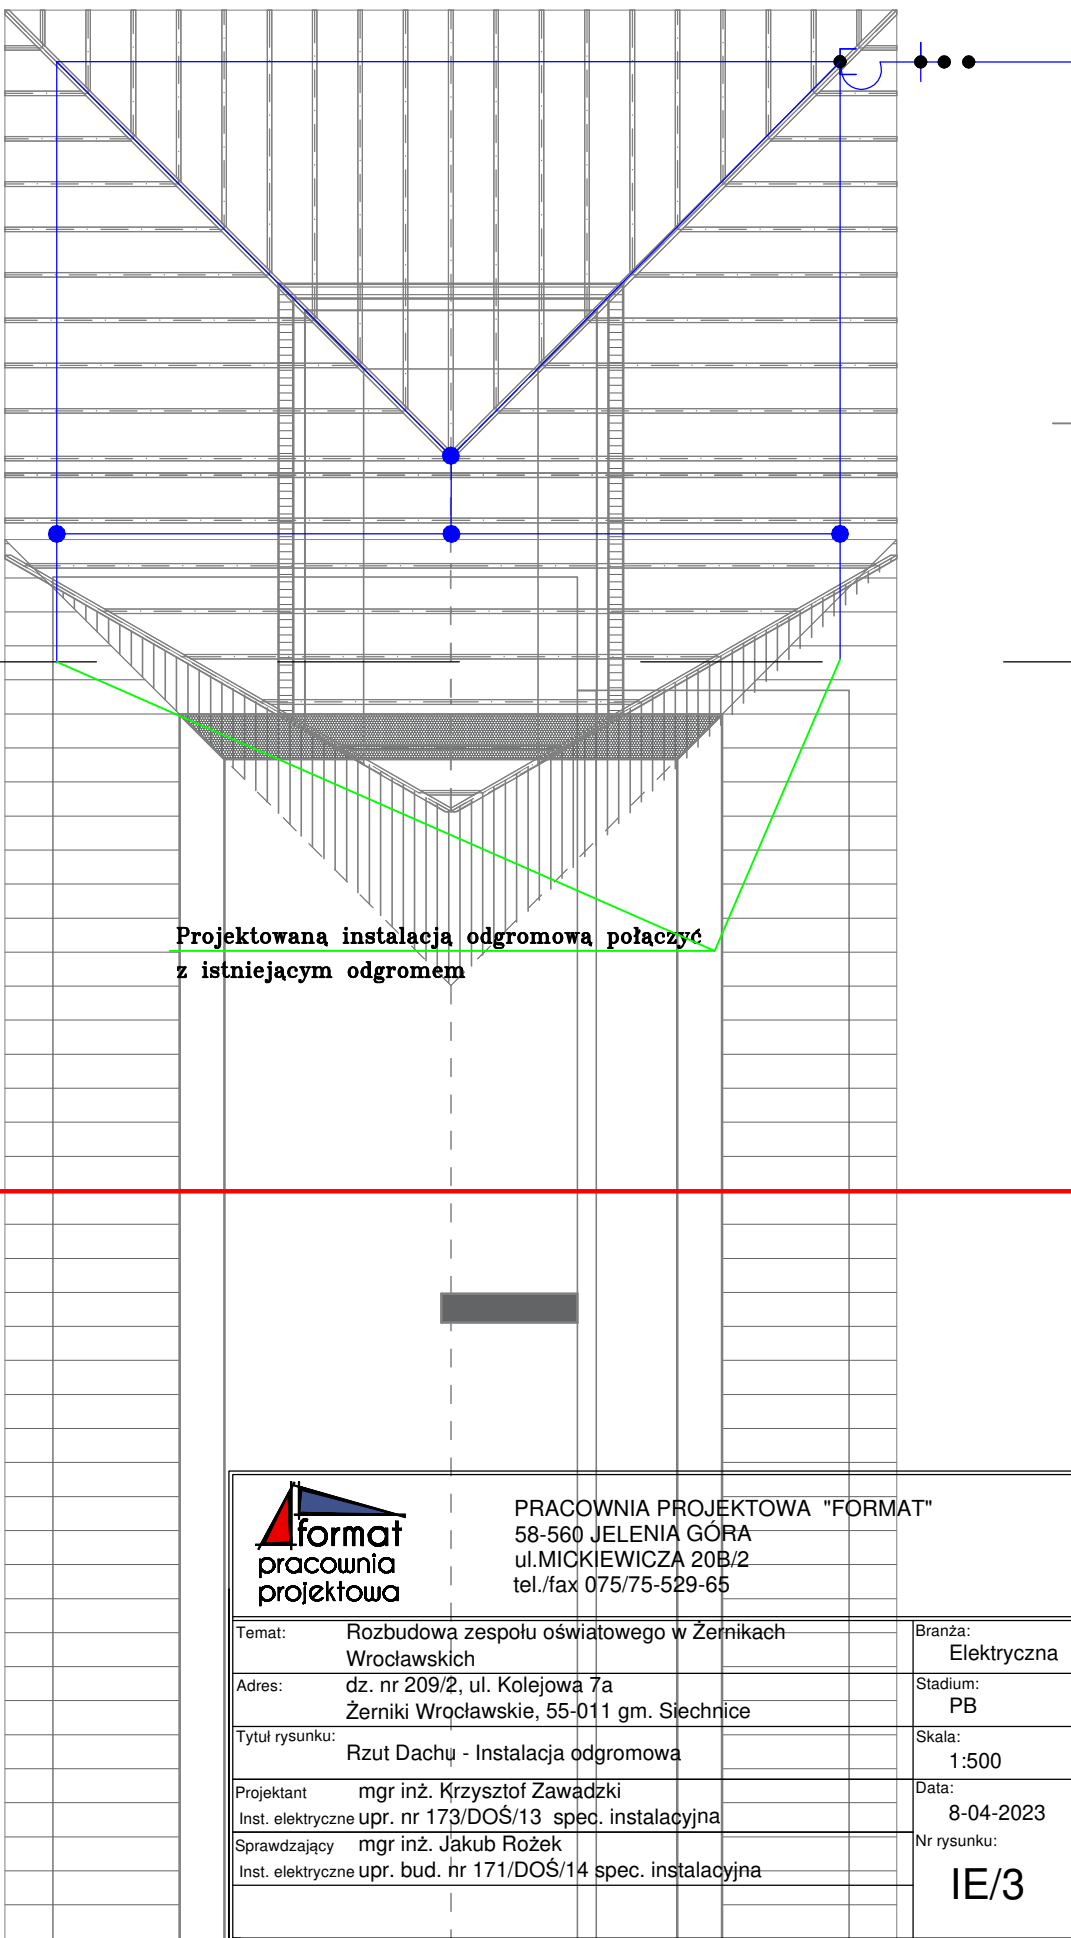 Projektowaną instalację odgromową połączyć
z istniejącym odgromem
format
pracownia
projektowa
PRACOWNIA PROJEKTOWA "FORMAT"
58-560 JELENIA GÓRA
ul.MICKIEWICZA 20B/2
tel./fax 075/75-529-65
Temat: Rozbudowa zespołu oświatowego w Żernikach
Wrocławskich
Branża:
Elektryczna
Adres: dz. nr 209/2, ul. Kolejowa 7a
Żerniki Wrocławskie, 55-011 gm. Siechnice
Stadium:
PB
Tytuł rysunku:
Rzut Dachu - Instalacja odgromowa
Skala:
1:500
Projektant mgr inż. Krzysztof Zawadzki
Inst. elektryczne upr. nr 173/DOŚ/13 spec. instalacyjna
Data:
8-04-2023
Sprawdzający mgr inż. Jakub Rożek
Inst. elektryczne upr. bud. nr 171/DOŚ/14 spec. instalacyjna
Nr rysunku:
IE/3